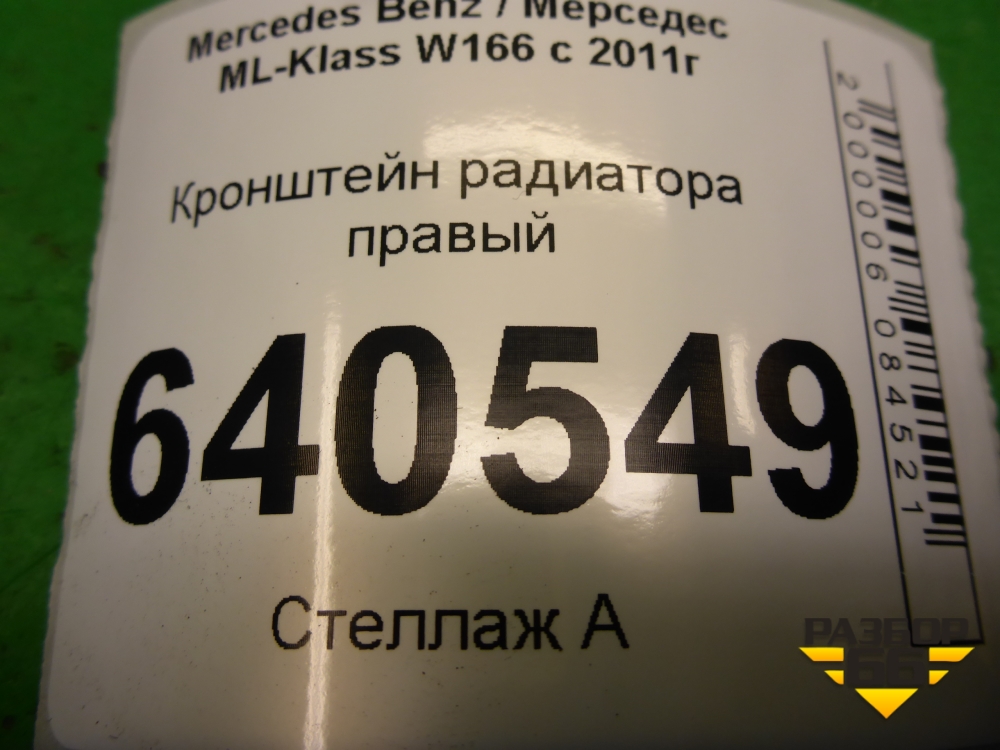 Mercedes Benz / Мерседес
ML-Klass W166 с 2011г
Кронштейн радиатора
правый
640549
Стеллаж А
2000006084521
РАЗБОР
66